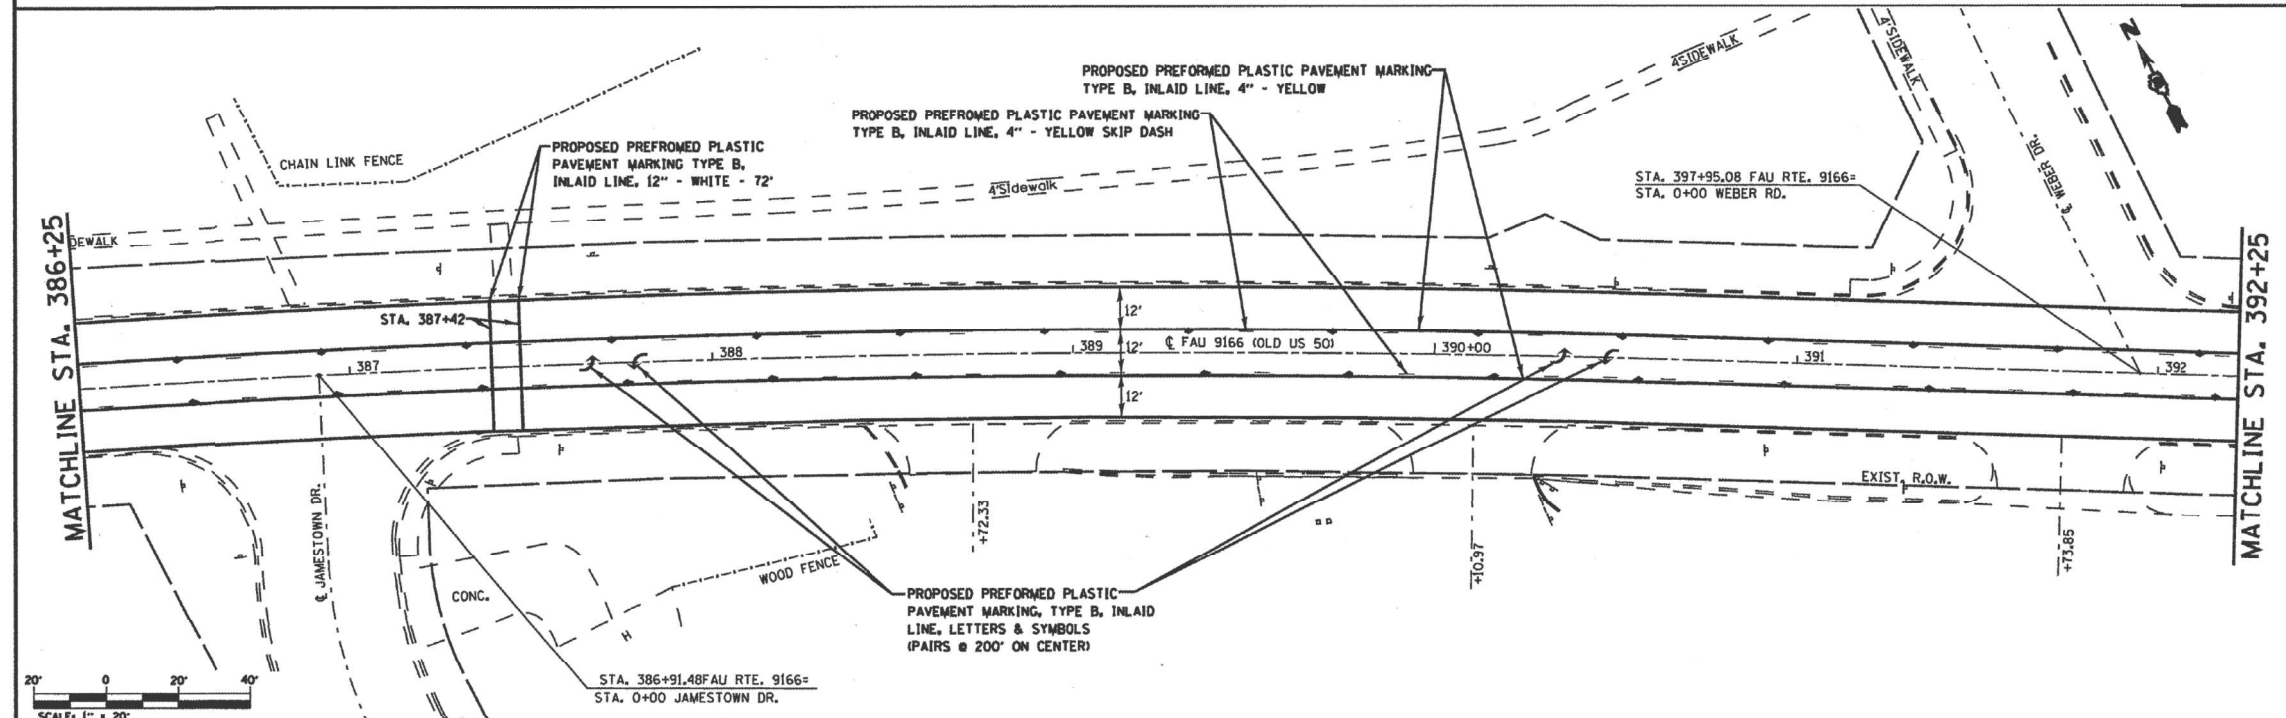 4'SIDEWALK
4'SIDEWALK
N
PROPOSED PREFORMED PLASTIC PAVEMENT MARKING
TYPE B, INLAID LINE, 4" - YELLOW
PROPOSED PREFROMED PLASTIC PAVEMENT MARKING
TYPE B, INLAID LINE, 4" - YELLOW SKIP DASH
PROPOSED PREFROMED PLASTIC
PAVEMENT MARKING TYPE B,
INLAID LINE, 12" - WHITE - 72'
CHAIN LINK FENCE
4'Sidewalk
STA. 397+95.08 FAU RTE. 9166=
STA. 0+00 WEBER RD.
℄ WEBER DR.
DEWALK
MATCHLINE STA. 386+25
STA. 387+42
12'
12'
12'
387
388
389
℄ FAU 9166 (OLD US 50)
390+00
391
392
MATCHLINE STA. 392+25
EXIST. R.O.W.
℄ JAMESTOWN DR.
+72.33
+10.97
+73.85
WOOD FENCE
CONC.
H
PROPOSED PREFORMED PLASTIC
PAVEMENT MARKING, TYPE B, INLAID
LINE, LETTERS & SYMBOLS
(PAIRS @ 200' ON CENTER)
STA. 386+91.48FAU RTE. 9166=
STA. 0+00 JAMESTOWN DR.
20' 0 20' 40'
SCALE: 1" = 20'